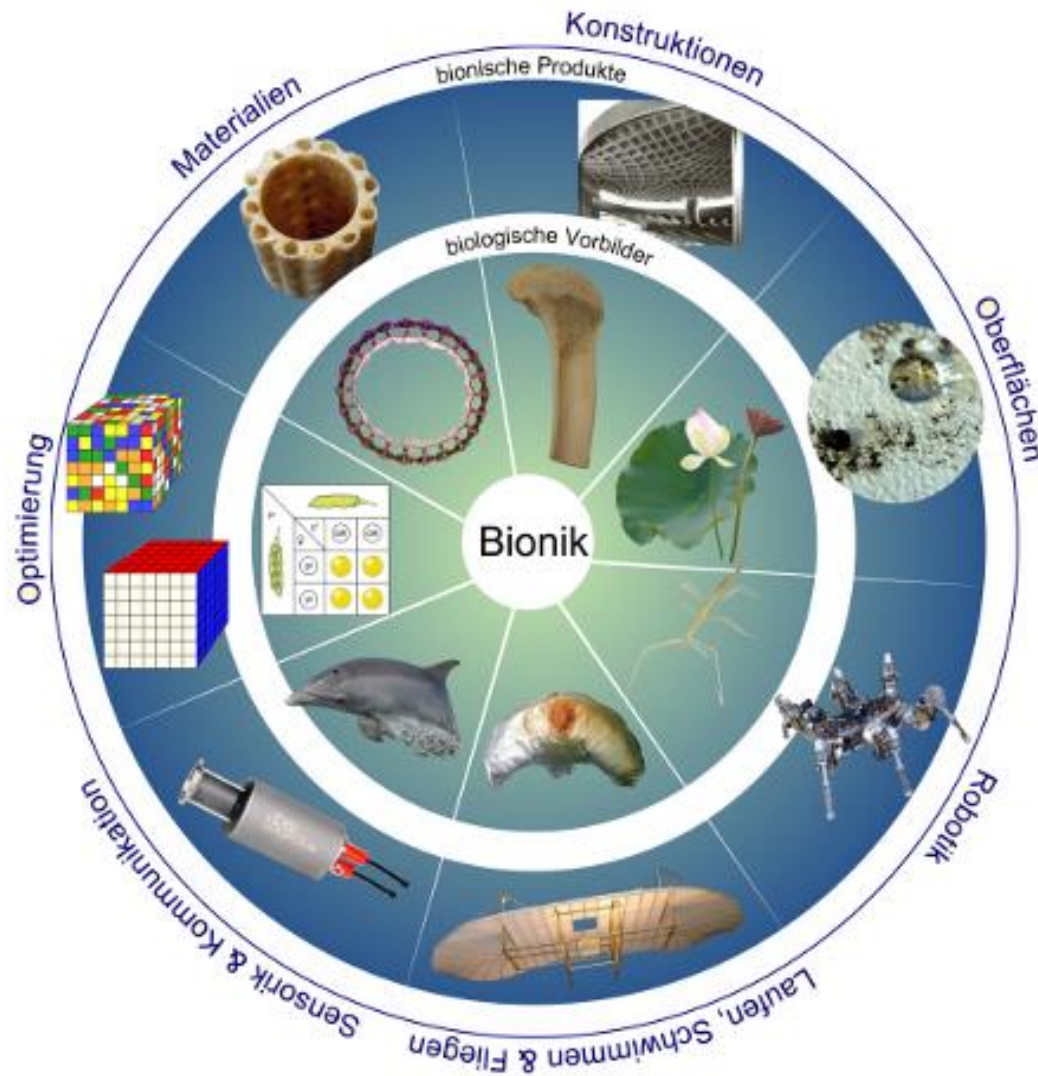 Konstruktionen
bionische Produkte
Materialien
biologische Vorbilder
Oberflächen
Optimierung
Bionik
Robotik
Sensorik & Kommunikation
Laufen, Schwimmen & Fliegen